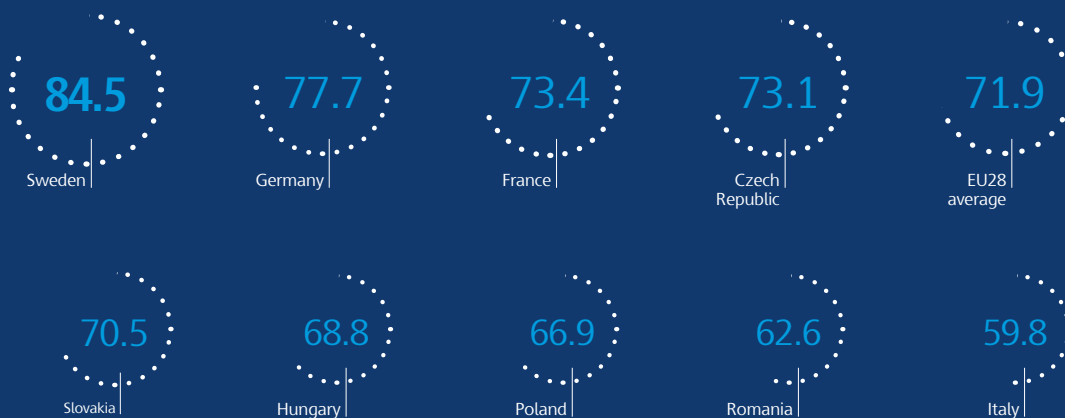 84.5
Sweden
77.7
Germany
73.4
France
73.1
Czech
Republic
71.9
EU28
average
70.5
Slovakia
68.8
Hungary
66.9
Poland
62.6
Romania
59.8
Italy